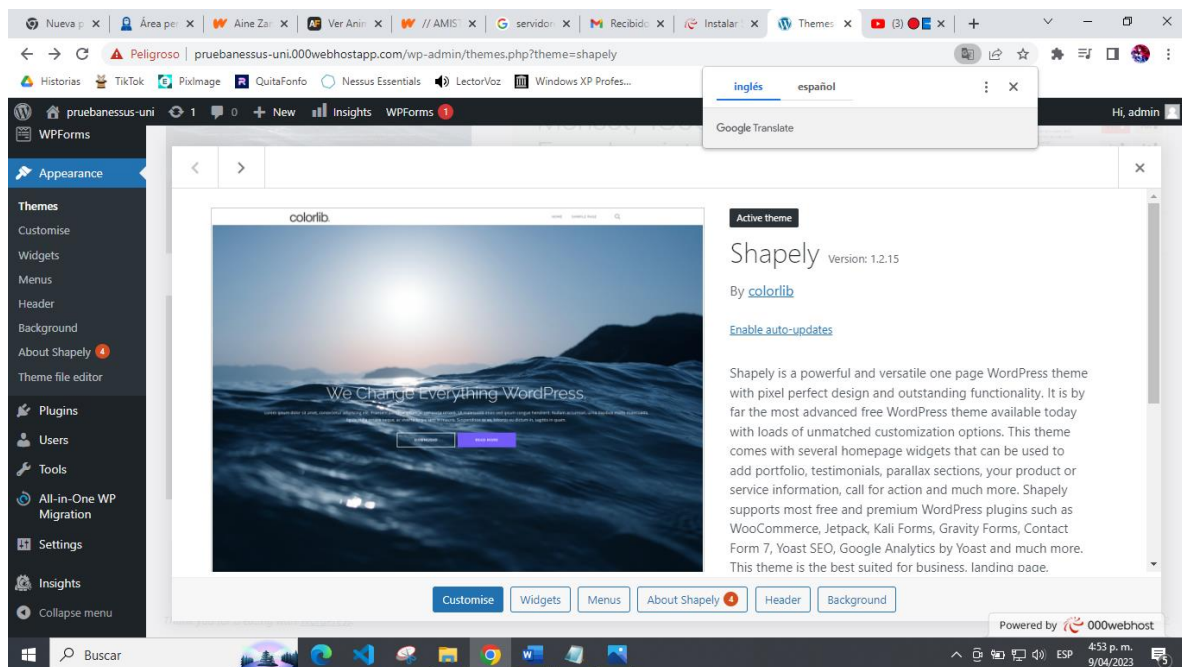 Nueva p
Área per
Aine Zar
Ver Anin
// AMIST
servidor
Recibido
Instalar
Themes
(3)
Peligroso
pruebanessus-uni.000webhostapp.com/wp-admin/themes.php?theme=shapely
Historias
TikTok
PixImage
QuitaFonfo
Nessus Essentials
LectorVoz
Windows XP Profes...
inglés
español
Google Translate
pruebanessus-uni
1
0
New
Insights
WPForms 1
Hi, admin
WPForms
Appearance
Themes
Customise
Widgets
Menus
Header
Background
About Shapely 4
Theme file editor
Plugins
Users
Tools
All-in-One WP
Migration
Settings
Insights
Collapse menu
colorlib.
HOME SAMPLE PAGE
We Change Everything WordPress
READ MORE
Active theme
Shapely Version: 1.2.15
By colorlib
Enable auto-updates
Shapely is a powerful and versatile one page WordPress theme
with pixel perfect design and outstanding functionality. It is by
far the most advanced free WordPress theme available today
with loads of unmatched customization options. This theme
comes with several homepage widgets that can be used to
add portfolio, testimonials, parallax sections, your product or
service information, call for action and much more. Shapely
supports most free and premium WordPress plugins such as
WooCommerce, Jetpack, Kali Forms, Gravity Forms, Contact
Form 7, Yoast SEO, Google Analytics by Yoast and much more.
This theme is the best suited for business, landing page,
Customise
Widgets
Menus
About Shapely 4
Header
Background
Powered by 000webhost
Buscar
ESP
4:53 p. m.
9/04/2023
5